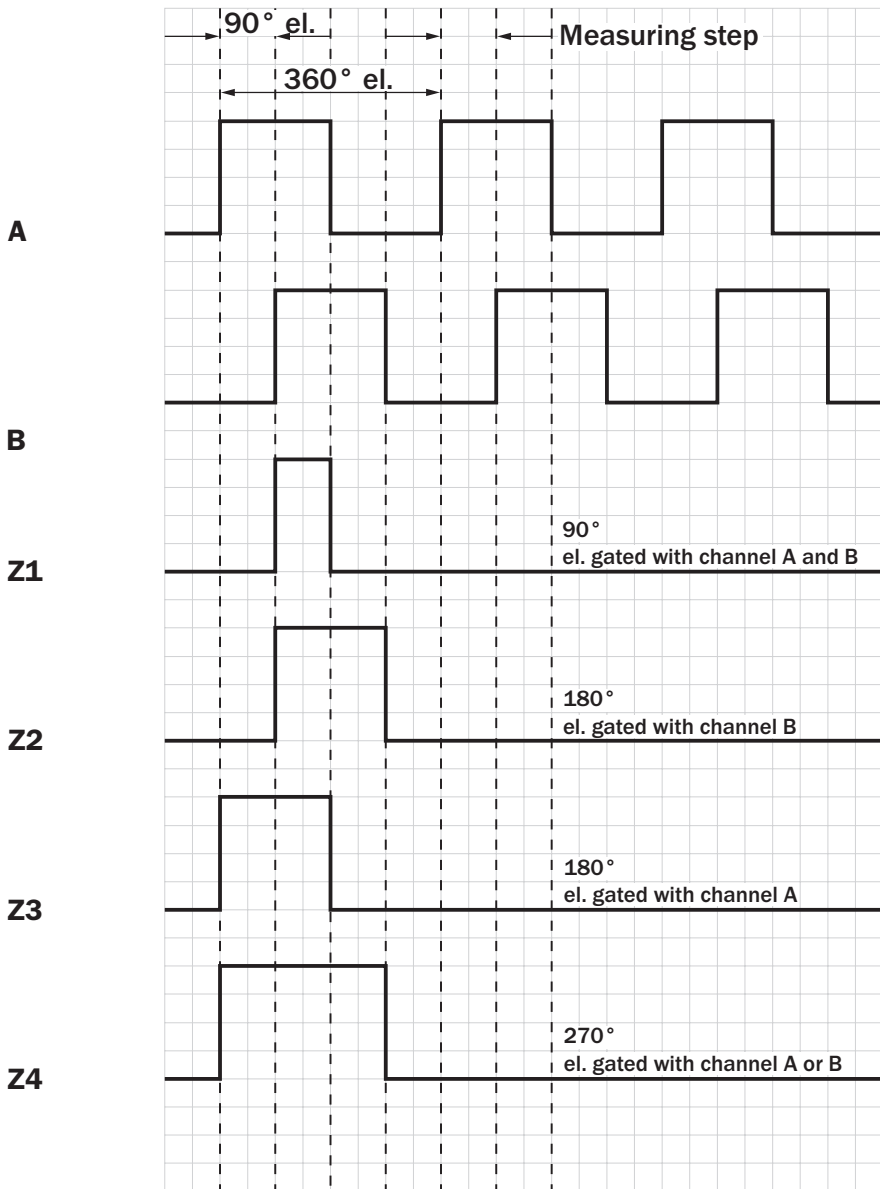 90° el.
Measuring step
360° el.
A
B
90°
el. gated with channel A and B
Z1
180°
el. gated with channel B
Z2
180°
el. gated with channel A
Z3
270°
el. gated with channel A or B
Z4